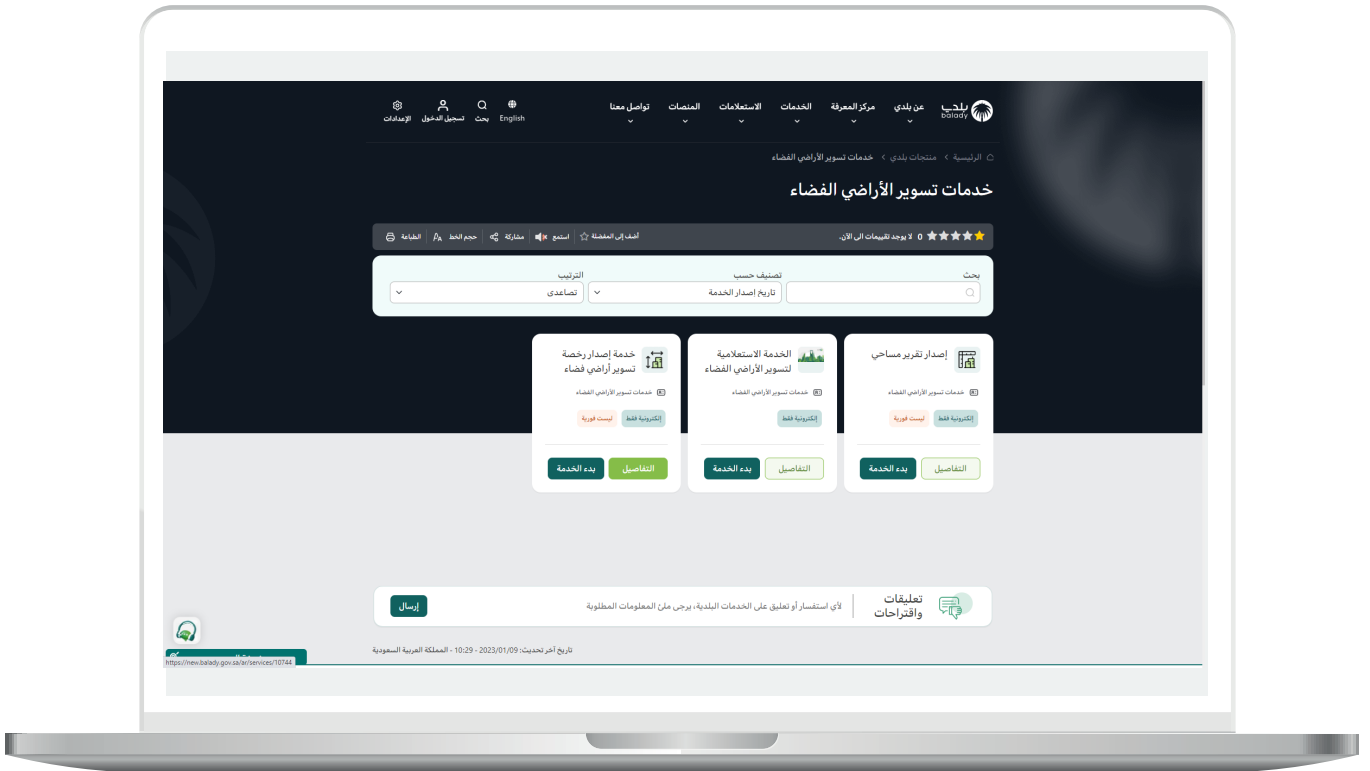 بلدي
balady
عن بلدي
مركز المعرفة
الخدمات
الاستعلامات
المنصات
تواصل معنا
English
بحث
تسجيل الدخول
الإعدادات
الرئيسية > منتجات بلدي > خدمات تسوير الأراضي الفضاء
خدمات تسوير الأراضي الفضاء
0 لا يوجد تقييمات الى الآن.
أضف إلى المفضلة
استمع
مشاركة
حجم الخط
الطباعة
بحث
تصنيف حسب
الترتيب
تاريخ إصدار الخدمة
تصاعدي
إصدار تقرير مساحي
خدمات تسوير الأراضي الفضاء
إلكترونية فقط
ليست فورية
التفاصيل
بدء الخدمة
الخدمة الاستعلامية
لتسوير الأراضي الفضاء
خدمات تسوير الأراضي الفضاء
إلكترونية فقط
التفاصيل
بدء الخدمة
خدمة إصدار رخصة
تسوير أراضي فضاء
خدمات تسوير الأراضي الفضاء
إلكترونية فقط
ليست فورية
التفاصيل
بدء الخدمة
تعليقات
واقتراحات
لأي استفسار أو تعليق على الخدمات البلدية، يرجى ملئ المعلومات المطلوبة
إرسال
تاريخ آخر تحديث: 2023/01/09 - 10:29 - المملكة العربية السعودية
https://new.balady.gov.sa/ar/services/10744